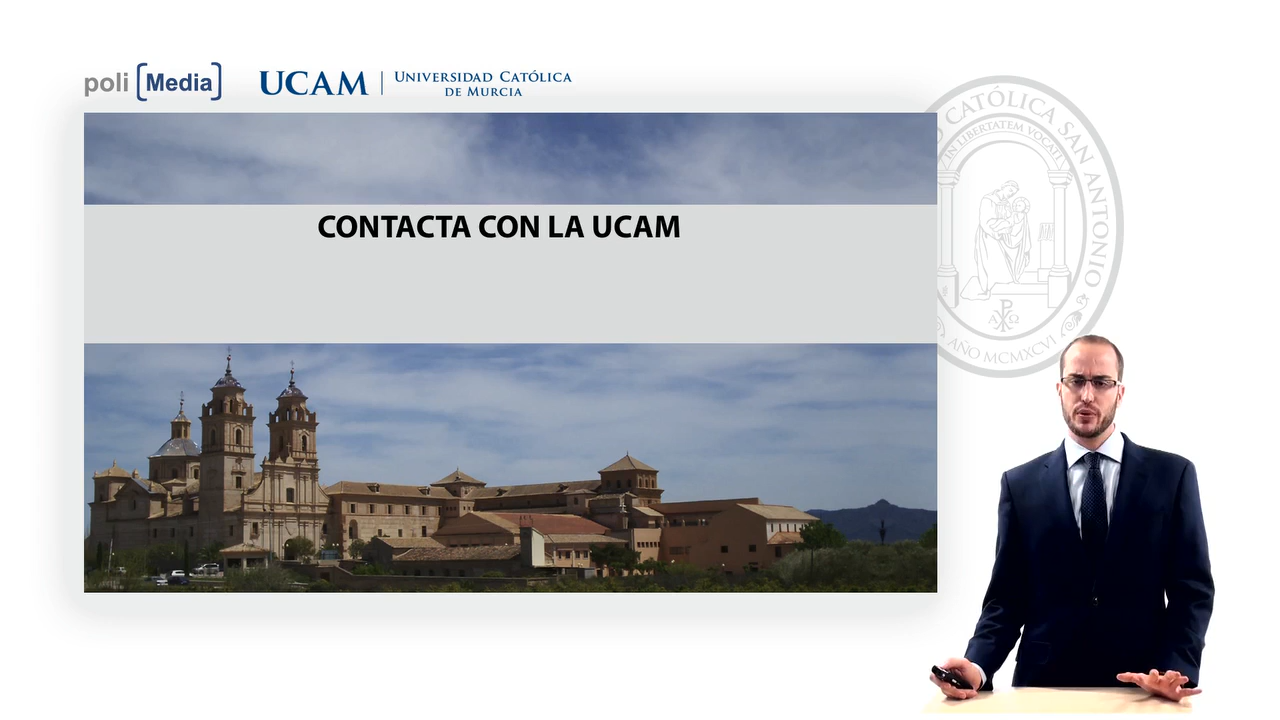 poli [Media]
UCAM
UNIVERSIDAD CATÓLICA
DE MURCIA
CATÓLICA SAN ANTONIO
IN LIBERTATEM VOCATI
CONTACTA CON LA UCAM
Α Ω
AÑO MCMXCVI